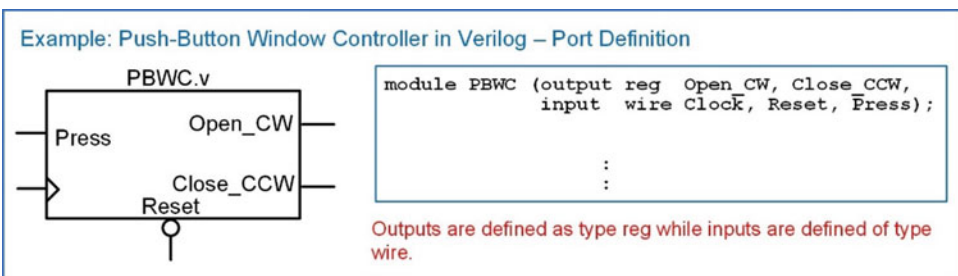 Example: Push-Button Window Controller in Verilog – Port Definition
PBWC.v
Press
Open_CW
Close_CCW
Reset
module PBWC (output reg Open_CW, Close_CCW,
input wire Clock, Reset, Press);
:
:
Outputs are defined as type reg while inputs are defined of type
wire.